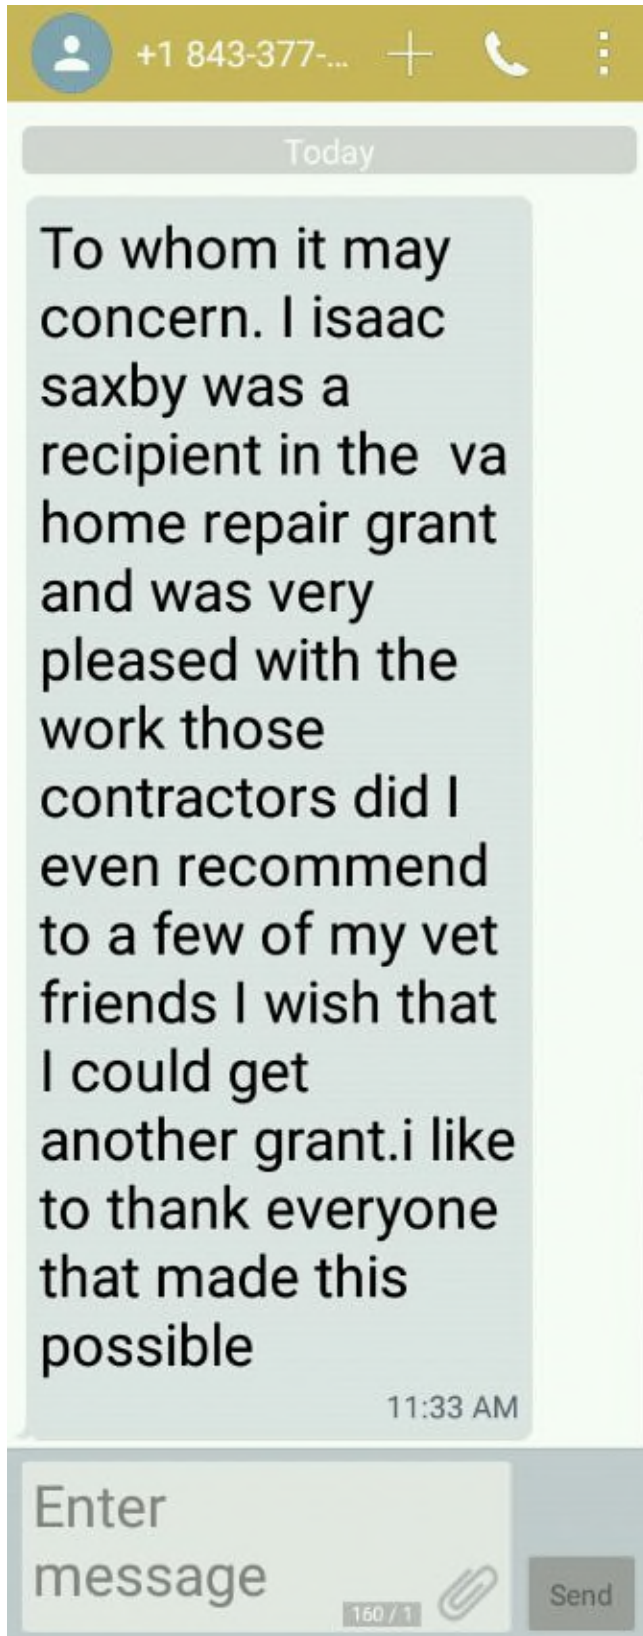 +1 843-377-...
Today
To whom it may
concern. I isaac
saxby was a
recipient in the  va
home repair grant
and was very
pleased with the
work those
contractors did I
even recommend
to a few of my vet
friends I wish that
I could get
another grant.i like
to thank everyone
that made this
possible
11:33 AM
Enter
message
160 / 1
Send